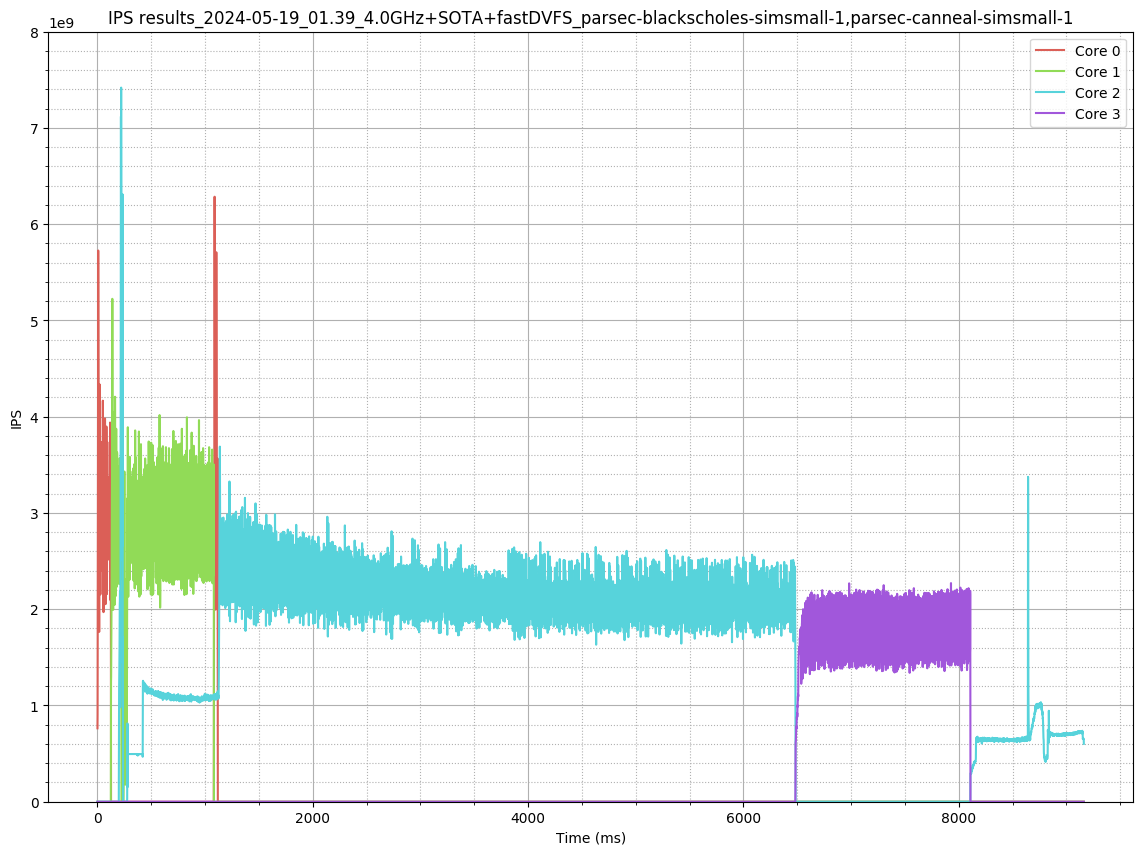 IPS results_2024-05-19_01.39_4.0GHz+SOTA+fastDVFS_parsec-blackscholes-simsmall-1,parsec-canneal-simsmall-1
1e9
8
7
6
5
4
3
2
1
0
IPS
Core 0
Core 1
Core 2
Core 3
0 2000 4000 6000 8000
Time (ms)